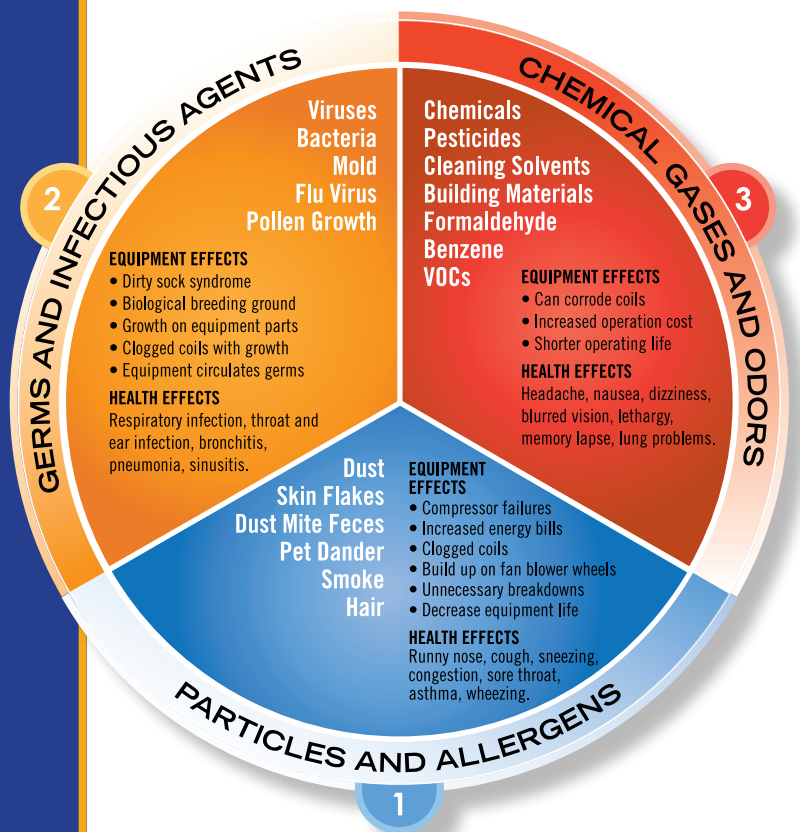 GERMS AND INFECTIOUS AGENTS
2
Viruses
Bacteria
Mold
Flu Virus
Pollen Growth
EQUIPMENT EFFECTS
• Dirty sock syndrome
• Biological breeding ground
• Growth on equipment parts
• Clogged coils with growth
• Equipment circulates germs
HEALTH EFFECTS
Respiratory infection, throat and
ear infection, bronchitis,
pneumonia, sinusitis.
CHEMICAL GASES AND ODORS
3
Chemicals
Pesticides
Cleaning Solvents
Building Materials
Formaldehyde
Benzene
VOCs
EQUIPMENT EFFECTS
• Can corrode coils
• Increased operation cost
• Shorter operating life
HEALTH EFFECTS
Headache, nausea, dizziness,
blurred vision, lethargy,
memory lapse, lung problems.
Dust
Skin Flakes
Dust Mite Feces
Pet Dander
Smoke
Hair
EQUIPMENT
EFFECTS
• Compressor failures
• Increased energy bills
• Clogged coils
• Build up on fan blower wheels
• Unnecessary breakdowns
• Decrease equipment life
HEALTH EFFECTS
Runny nose, cough, sneezing,
congestion, sore throat,
asthma, wheezing.
PARTICLES AND ALLERGENS
1